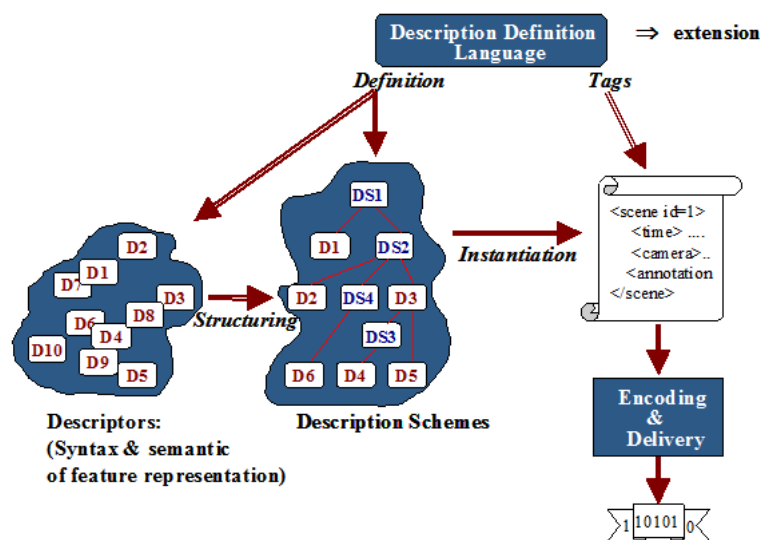 Description Definition
Language
⇒ extension
Definition
Tags
DS1
D1
DS2
D2
DS4
D3
DS3
D6
D4
D5
D2
D1
D7
D3
D8
D6
D4
D10
D9
D5
Structuring
Instantiation
<scene id=1>
<time> ....
<camera>..
<annotation
</scene>
Descriptors:
(Syntax & semantic
of feature representation)
Description Schemes
Encoding
&
Delivery
1 10101 0